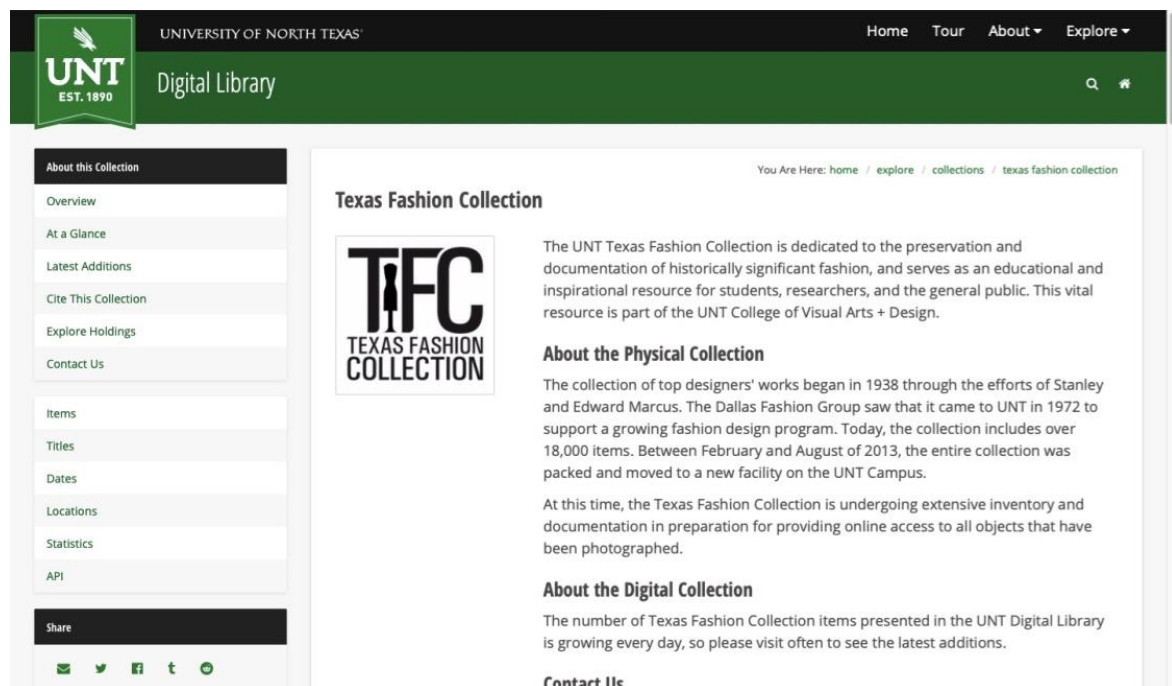 UNIVERSITY OF NORTH TEXAS
Home Tour About Explore
UNT
EST. 1890
Digital Library
About this Collection
Overview
At a Glance
Latest Additions
Cite This Collection
Explore Holdings
Contact Us
Items
Titles
Dates
Locations
Statistics
API
Share
You Are Here: home / explore / collections / texas fashion collection
Texas Fashion Collection
TFC
TEXAS FASHION
COLLECTION
The UNT Texas Fashion Collection is dedicated to the preservation and
documentation of historically significant fashion, and serves as an educational and
inspirational resource for students, researchers, and the general public. This vital
resource is part of the UNT College of Visual Arts + Design.
About the Physical Collection
The collection of top designers' works began in 1938 through the efforts of Stanley
and Edward Marcus. The Dallas Fashion Group saw that it came to UNT in 1972 to
support a growing fashion design program. Today, the collection includes over
18,000 items. Between February and August of 2013, the entire collection was
packed and moved to a new facility on the UNT Campus.
At this time, the Texas Fashion Collection is undergoing extensive inventory and
documentation in preparation for providing online access to all objects that have
been photographed.
About the Digital Collection
The number of Texas Fashion Collection items presented in the UNT Digital Library
is growing every day, so please visit often to see the latest additions.
Contact Us